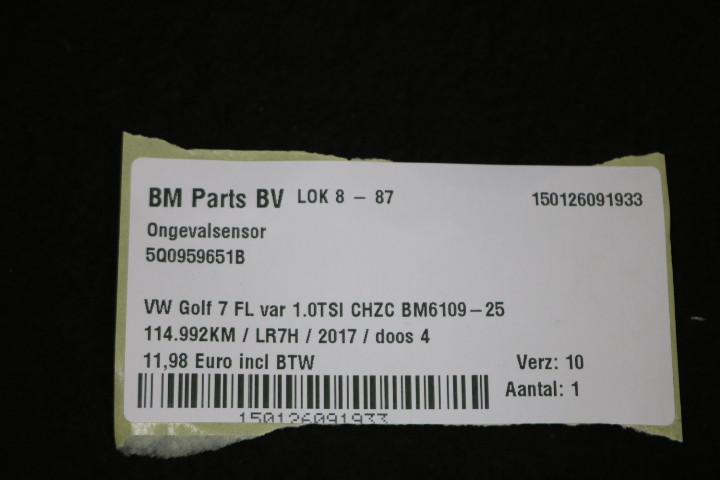 BM Parts BV LOK 8 - 87 150126091933
Ongevalsensor
5Q0959651B
VW Golf 7 FL var 1.0TSI CHZC BM6109-25
114.992KM / LR7H / 2017 / doos 4
11,98 Euro incl BTW Verz: 10
Aantal: 1
150126091933